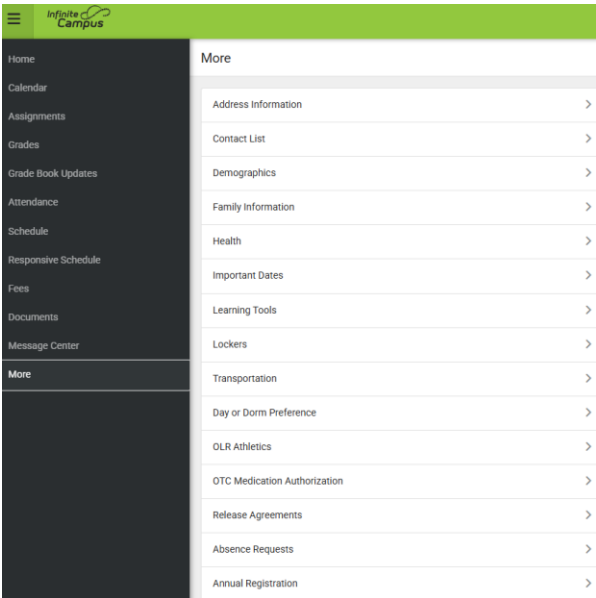 Infinite
Campus
Home
Calendar
Assignments
Grades
Grade Book Updates
Attendance
Schedule
Responsive Schedule
Fees
Documents
Message Center
More
More
Address Information
Contact List
Demographics
Family Information
Health
Important Dates
Learning Tools
Lockers
Transportation
Day or Dorm Preference
OLR Athletics
OTC Medication Authorization
Release Agreements
Absence Requests
Annual Registration